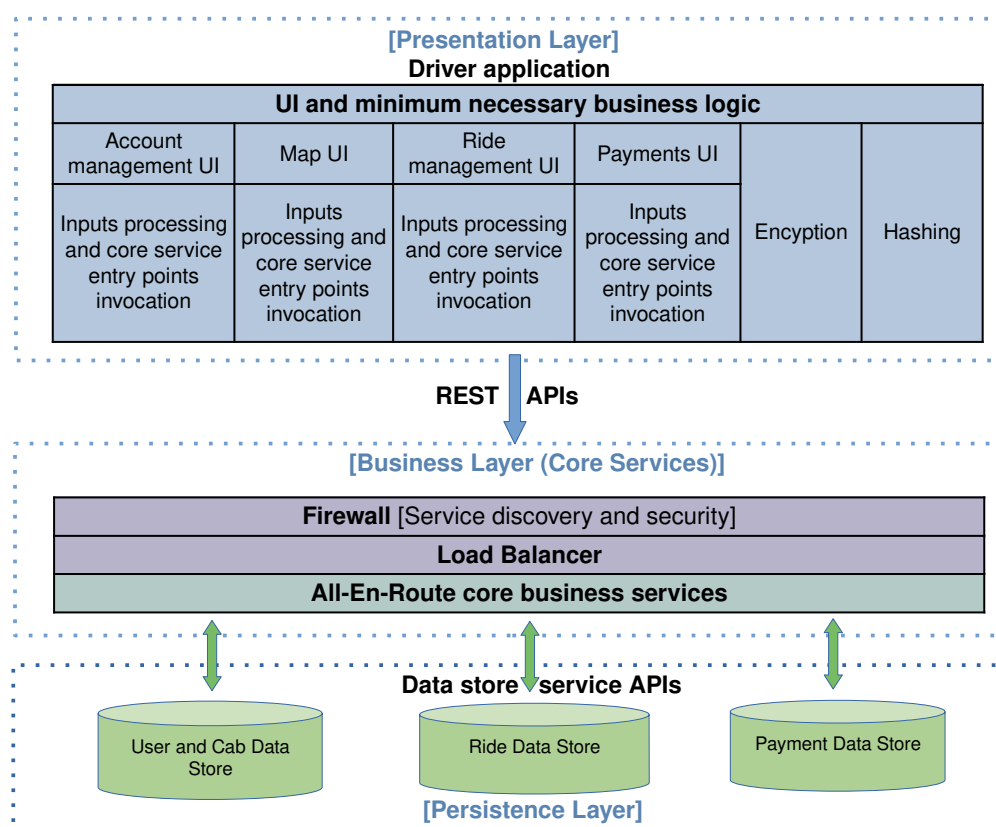 [Presentation Layer]
Driver application
UI and minimum necessary business logic
Account
management UI
Map UI
Ride
management UI
Payments UI
Encyption
Hashing
Inputs processing
and core service
entry points
invocation
Inputs
processing and
core service
entry points
invocation
Inputs processing
and core service
entry points
invocation
Inputs
processing and
core service
entry points
invocation
REST APIs
[Business Layer (Core Services)]
Firewall [Service discovery and security]
Load Balancer
All-En-Route core business services
Data store service APIs
User and Cab Data
Store
Ride Data Store
Payment Data Store
[Persistence Layer]